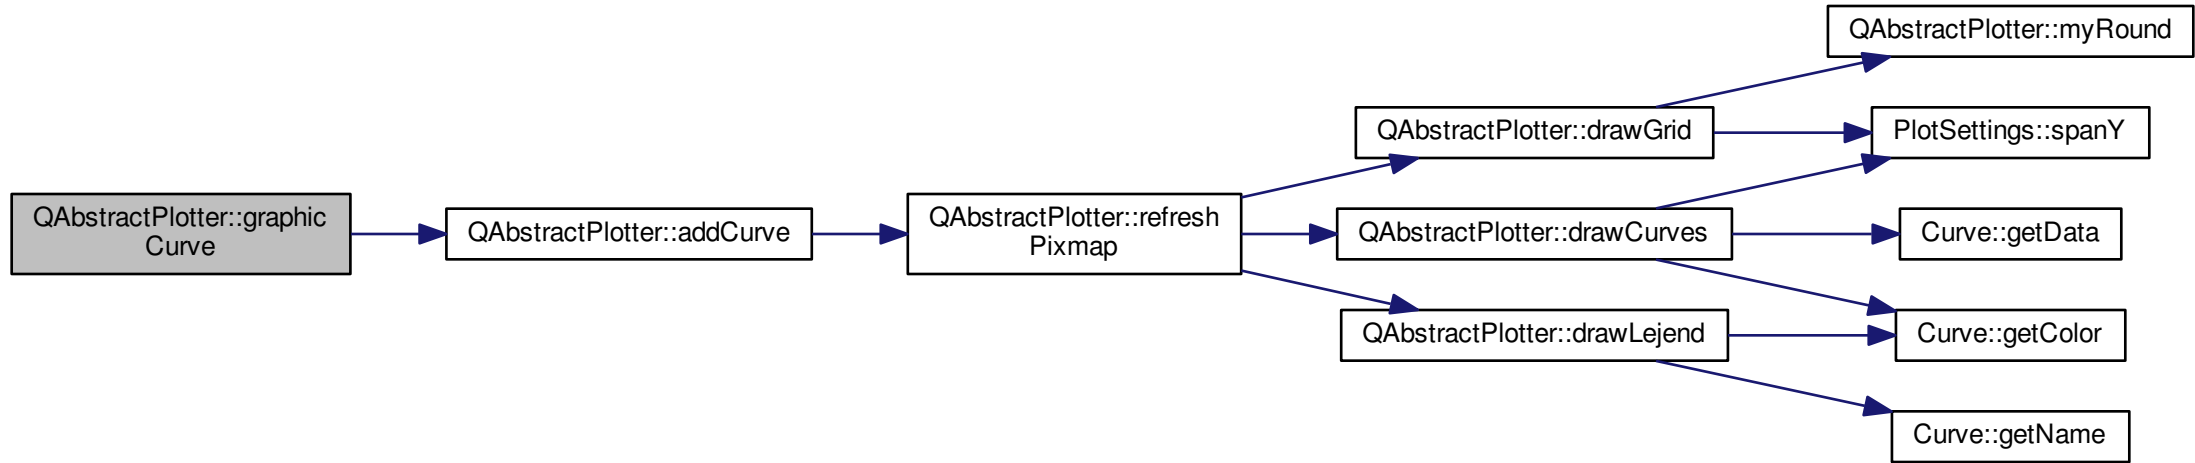 QAbstractPlotter::graphic
Curve
QAbstractPlotter::addCurve
QAbstractPlotter::refresh
Pixmap
QAbstractPlotter::drawGrid
QAbstractPlotter::drawCurves
QAbstractPlotter::drawLejend
QAbstractPlotter::myRound
PlotSettings::spanY
Curve::getData
Curve::getColor
Curve::getName